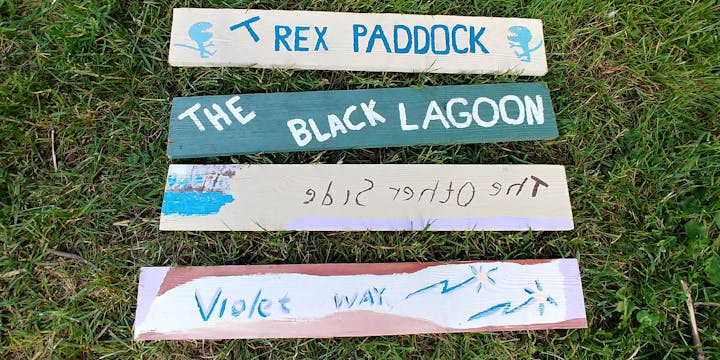 T REX PADDOCK
THE BLACK LAGOON
The Other Side
Violet WAY